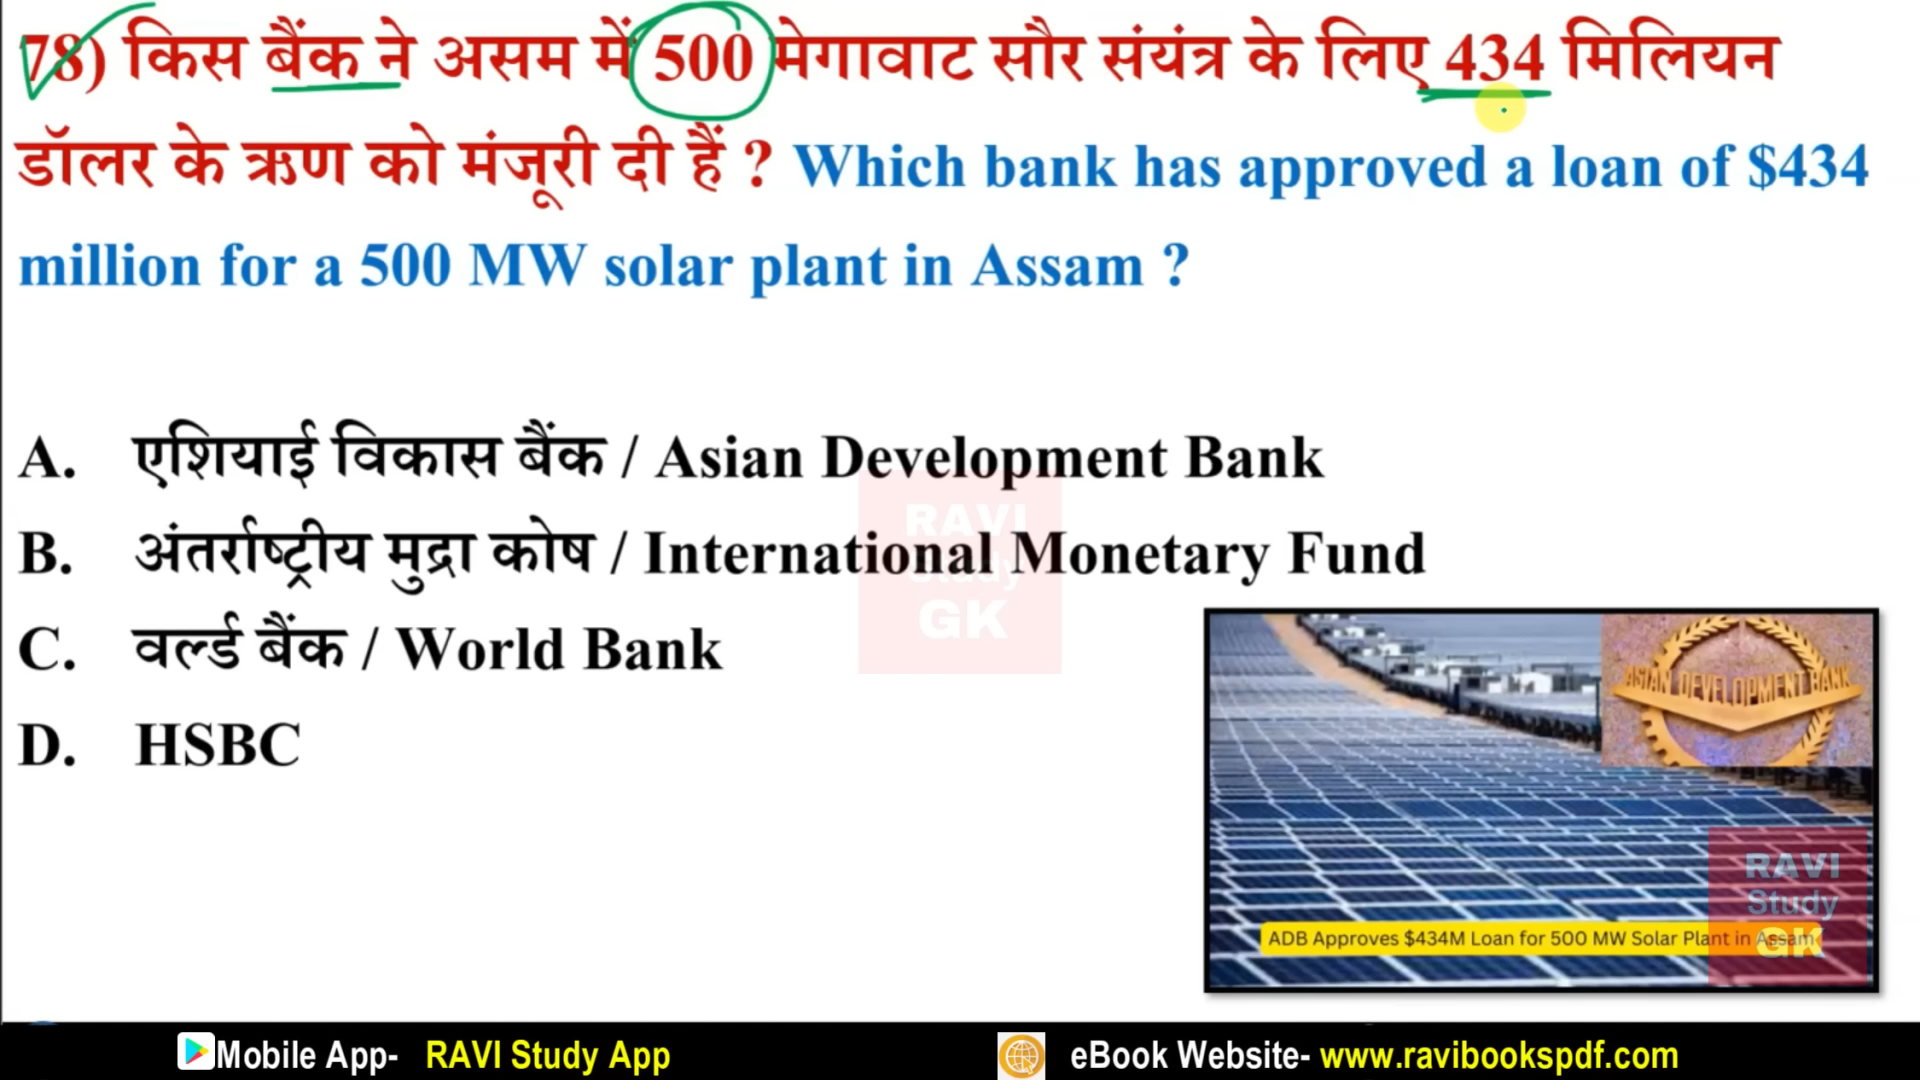 78) किस बैंक ने असम में 500 मेगावाट सौर संयंत्र के लिए 434 मिलियन
डॉलर के ऋण को मंजूरी दी हैं ? Which bank has approved a loan of $434
million for a 500 MW solar plant in Assam ?
A. एशियाई विकास बैंक / Asian Development Bank
B. अंतर्राष्ट्रीय मुद्रा कोष / International Monetary Fund
C. वर्ल्ड बैंक / World Bank
D. HSBC
RAVI
Study
GK
ASIAN DEVELOPMENT BANK
RAVI
Study
GK
ADB Approves $434M Loan for 500 MW Solar Plant in Assam
Mobile App- RAVI Study App
eBook Website- www.ravibookspdf.com